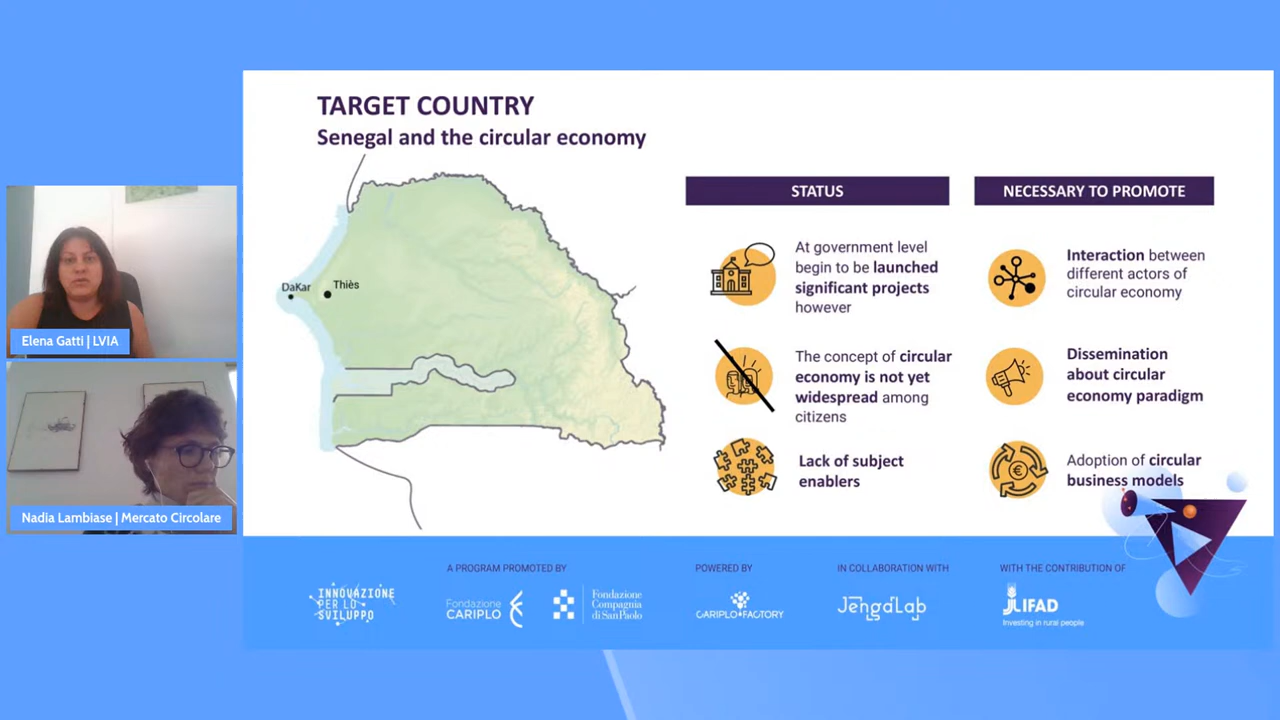 TARGET COUNTRY
Senegal and the circular economy
DaKar
Thiès
STATUS
At government level
begin to be launched
significant projects
however
The concept of circular
economy is not yet
widespread among
citizens
Lack of subject
enablers
NECESSARY TO PROMOTE
Interaction between
different actors of
circular economy
Dissemination
about circular
economy paradigm
Adoption of circular
business models
Elena Gatti | LVIA
Nadia Lambiase | Mercato Circolare
A PROGRAM PROMOTED BY
POWERED BY
IN COLLABORATION WITH
WITH THE CONTRIBUTION OF
INNOVAZIONE
PER LO
SVILUPPO
Fondazione
CARIPLO
Fondazione
Compagnia
di SanPaolo
CARIPLO FACTORY
JengaLab
IFAD
Investing in rural people